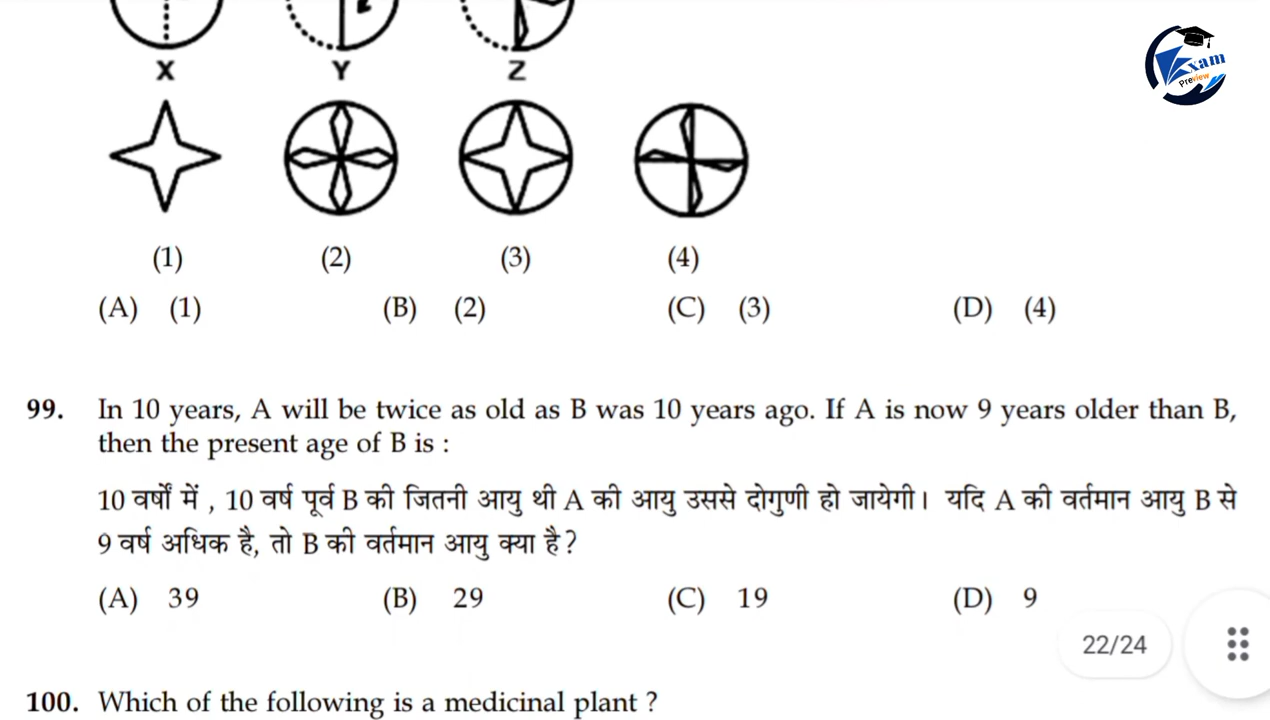 X Y Z
Exam
Preview
(1) (2) (3) (4)
(A) (1) (B) (2) (C) (3) (D) (4)
99. In 10 years, A will be twice as old as B was 10 years ago. If A is now 9 years older than B,
then the present age of B is :
10 वर्षों में , 10 वर्ष पूर्व B की जितनी आयु थी A की आयु उससे दोगुणी हो जायेगी। यदि A की वर्तमान आयु B से
9 वर्ष अधिक है, तो B की वर्तमान आयु क्या है?
(A) 39 (B) 29 (C) 19 (D) 9
22/24
100. Which of the following is a medicinal plant ?